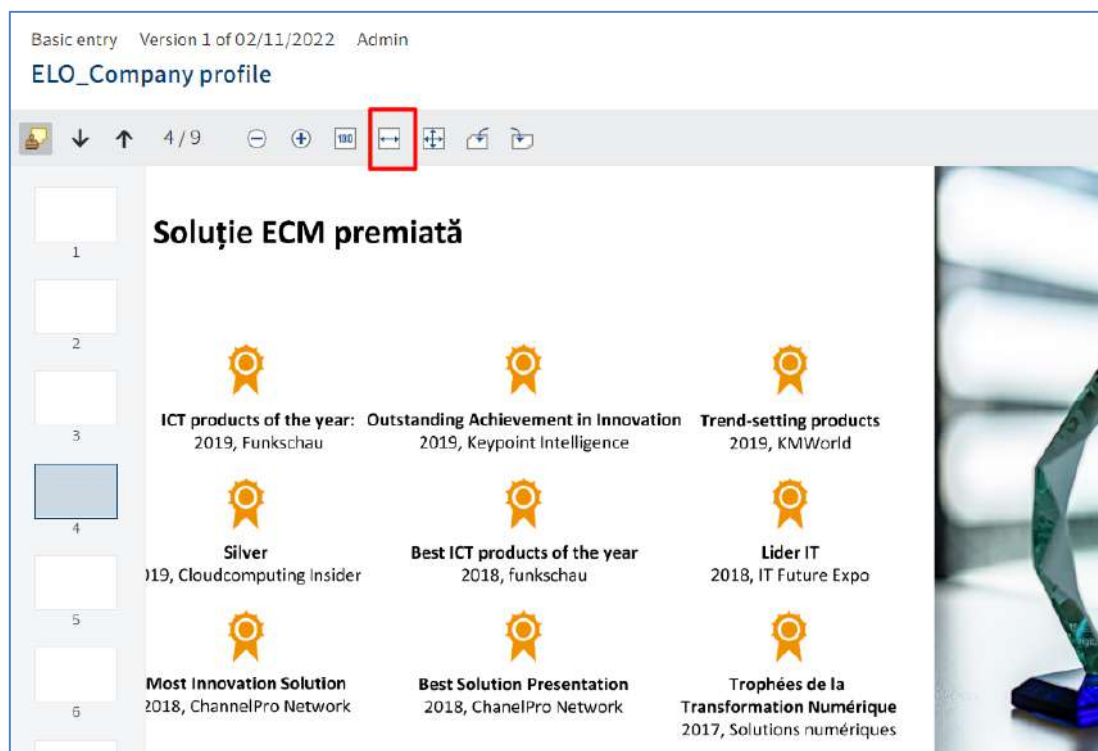 Basic entry Version 1 of 02/11/2022 Admin
ELO_Company profile
4/9
100
1
2
3
4
5
6
Soluție ECM premiată
ICT products of the year: Outstanding Achievement in Innovation Trend-setting products
2019, Funkschau 2019, Keypoint Intelligence 2019, KMWorld
Silver Best ICT products of the year Lider IT
019, Cloudcomputing Insider 2018, funkschau 2018, IT Future Expo
Most Innovation Solution Best Solution Presentation Trophées de la
2018, ChannelPro Network 2018, ChanelPro Network Transformation Numérique
2017, Solutions numériques